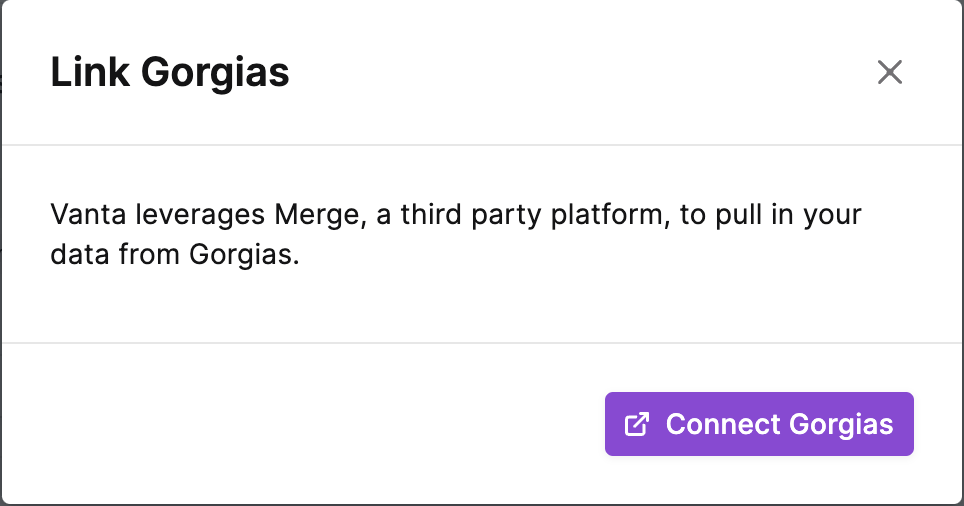 Link Gorgias
Vanta leverages Merge, a third party platform, to pull in your
data from Gorgias.
Connect Gorgias